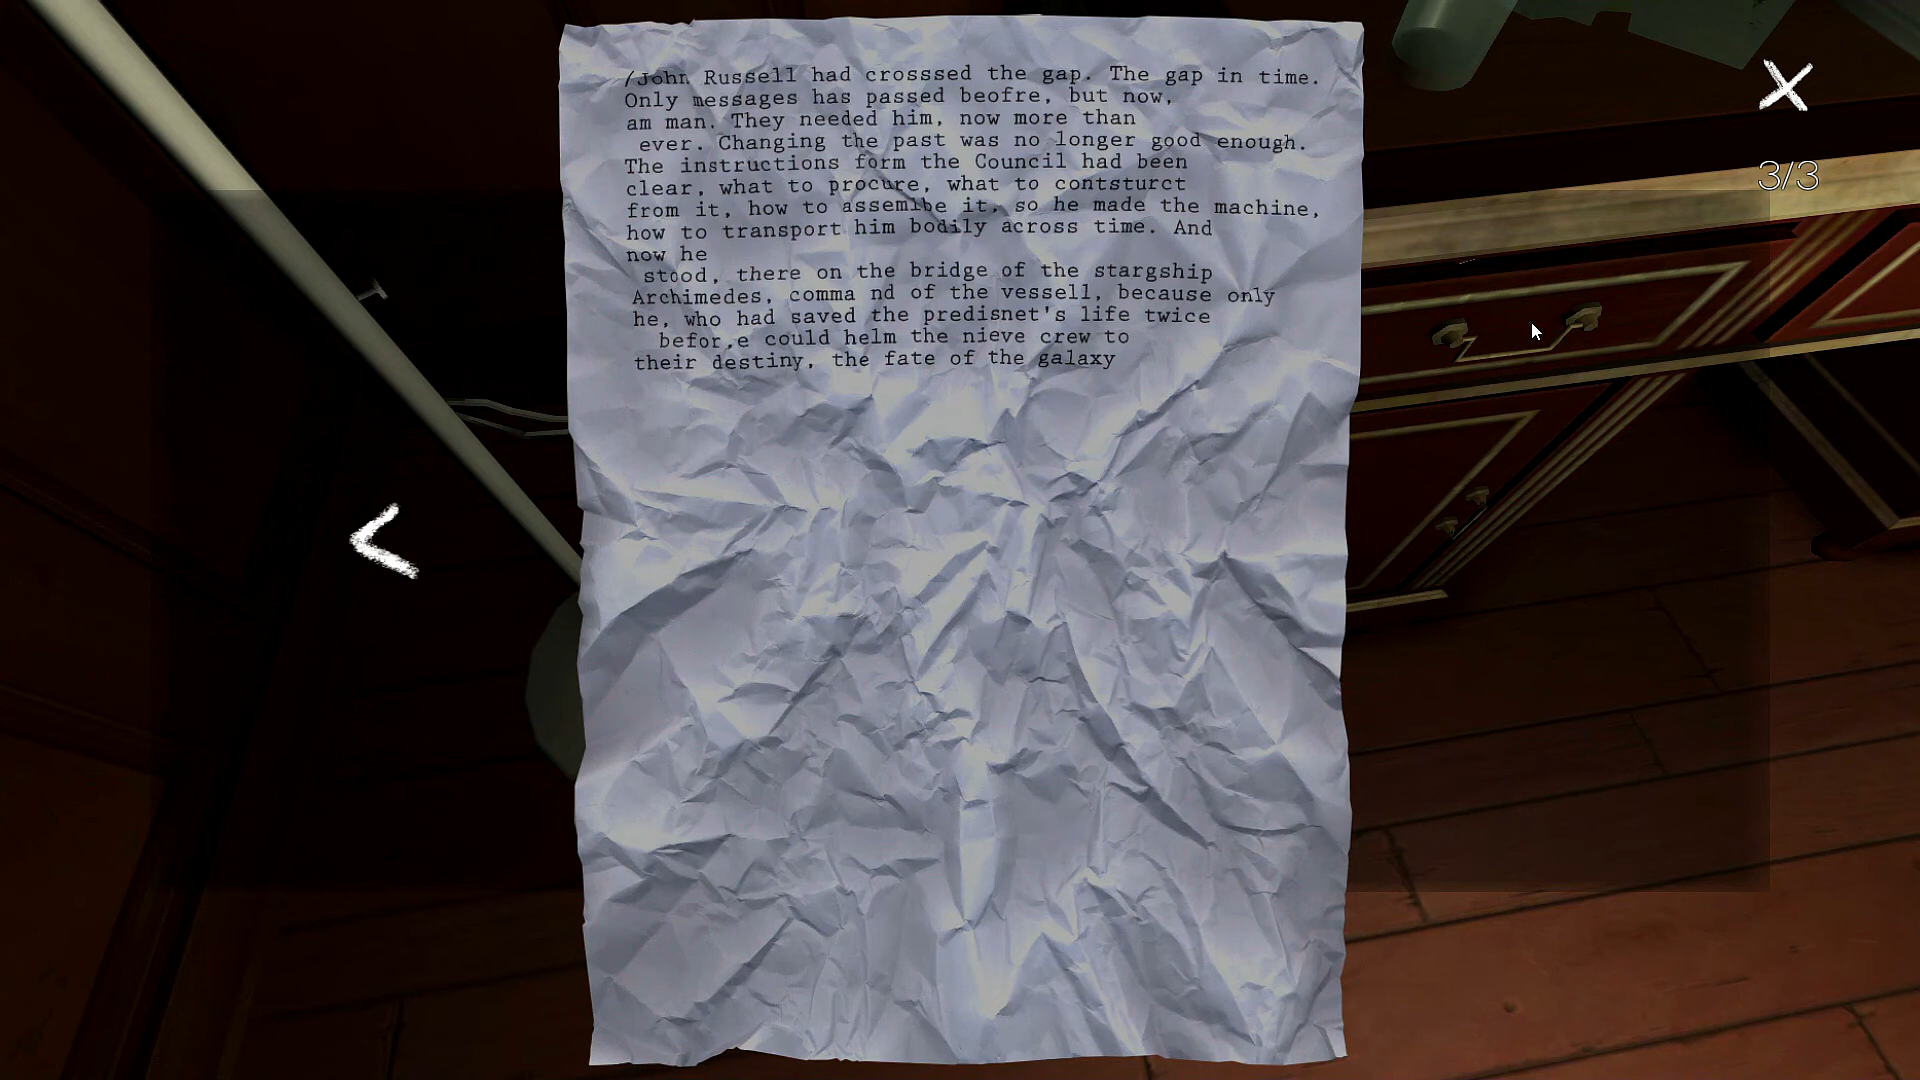 /John Russell had crosssed the gap. The gap in time.
Only messages has passed beofre, but now,
am man. They needed him, now more than
ever. Changing the past was no longer good enough.
The instructions form the Council had been
clear, what to procure, what to contsturct
from it, how to assemlbe it, so he made the machine,
how to transport him bodily across time. And
now he
stood, there on the bridge of the stargship
Archimedes, comma nd of the vessell, because only
he, who had saved the predisnet's life twice
befor,e could helm the nieve crew to
their destiny, the fate of the galaxy
3/3